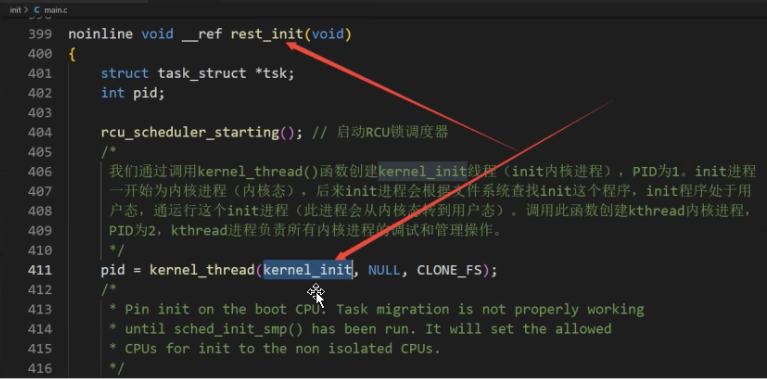 init > C main.c
399 noinline void __ref rest_init(void)
400 {
401 struct task_struct *tsk;
402 int pid;
403
404 rcu_scheduler_starting(); // 启动RCU锁调度器
405 /*
406 我们通过调用kernel_thread()函数创建kernel_init线程（init内核进程），PID为1。init进程
407 一开始为内核进程（内核态），后来init进程会根据文件系统查找init这个程序，init程序处于用
408 户态，通运行这个init进程（此进程会从内核态转到用户态）。调用此函数创建kthread内核进程，
409 PID为2，kthread进程负责所有内核进程的调试和管理操作。
410 */
411 pid = kernel_thread(kernel_init, NULL, CLONE_FS);
412 /*
413 * Pin init on the boot CPU. Task migration is not properly working
414 * until sched_init_smp() has been run. It will set the allowed
415 * CPUs for init to the non isolated CPUs.
416 */